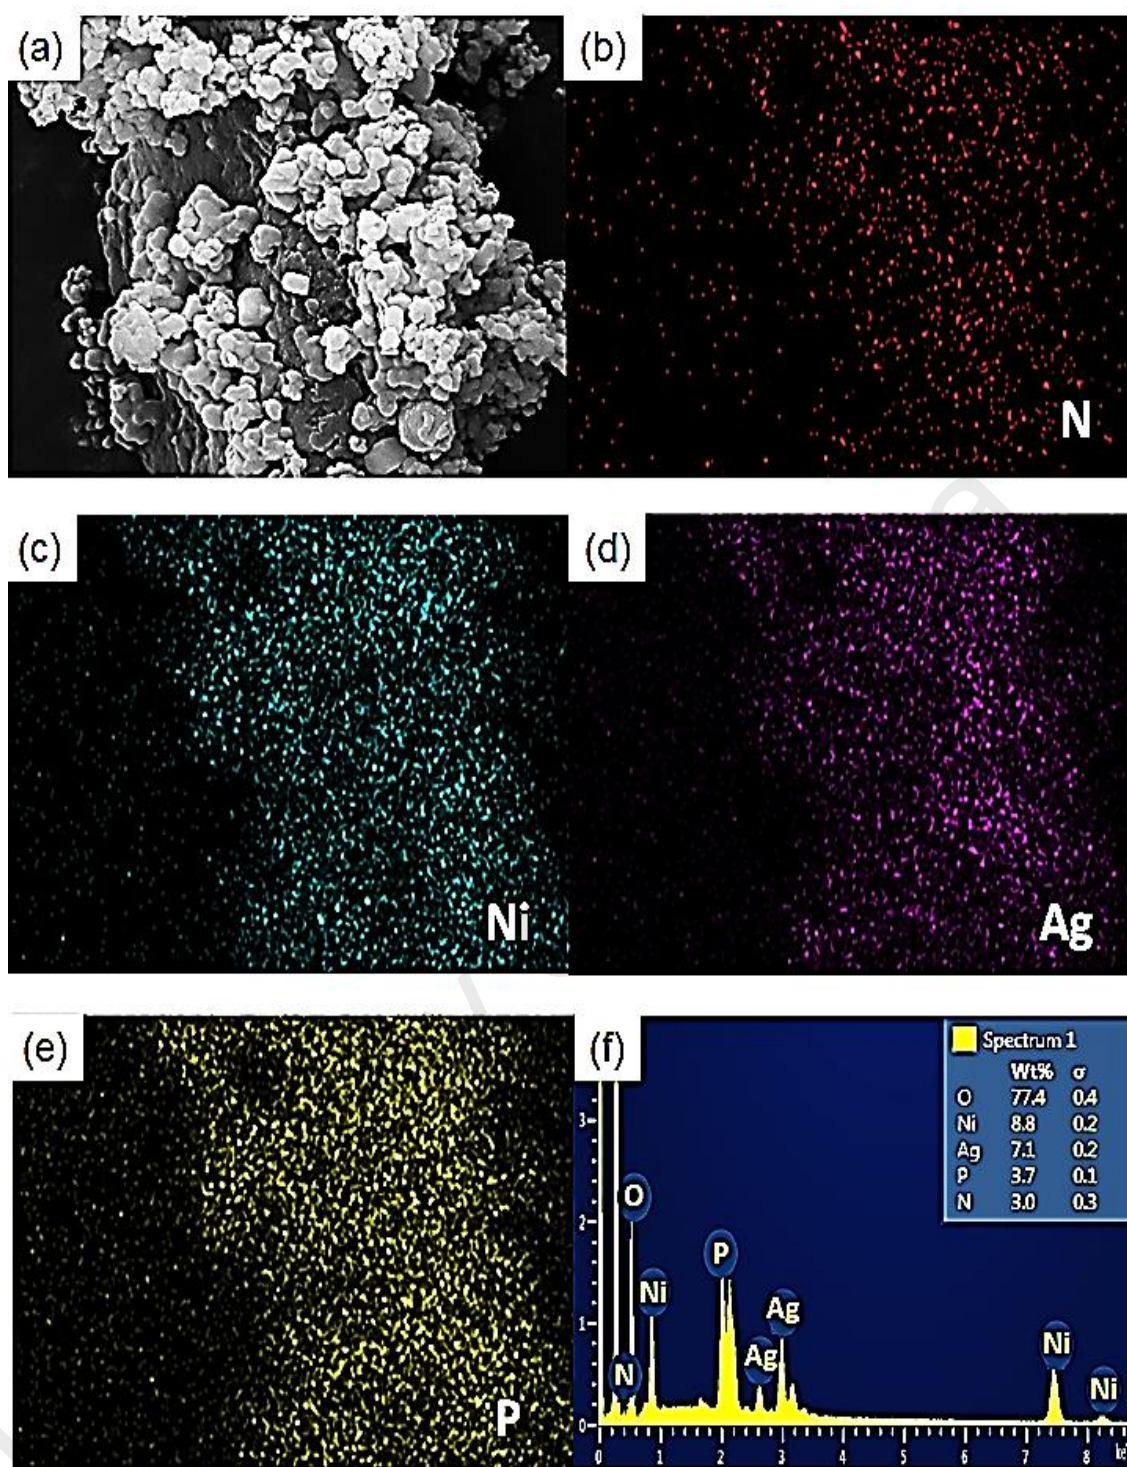 (a)
(b)
N
(c)
Ni
(d)
Ag
(e)
P
(f)
Spectrum 1
Wt% σ
O 77.4 0.4
Ni 8.8 0.2
Ag 7.1 0.2
P 3.7 0.1
N 3.0 0.3
3
2
1
0
O
N
Ni
P
Ag
Ag
Ni
Ni
0 1 2 3 4 5 6 7 8